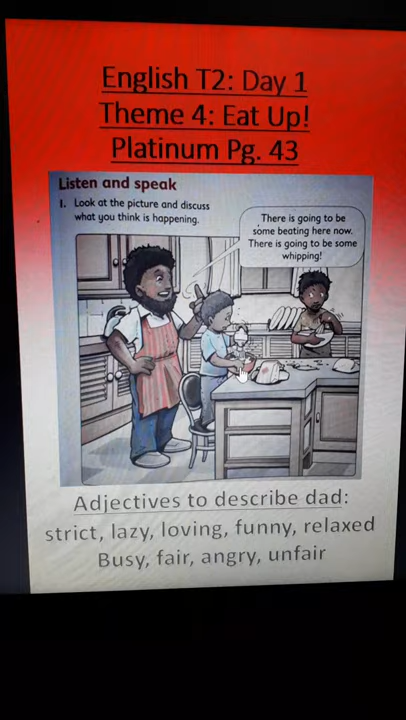 English T2: Day 1
Theme 4: Eat Up!
Platinum Pg. 43
Listen and speak
1. Look at the picture and discuss
what you think is happening.
There is going to be
some beating here now.
There is going to be some
whipping!
Adjectives to describe dad:
strict, lazy, loving, funny, relaxed
Busy, fair, angry, unfair